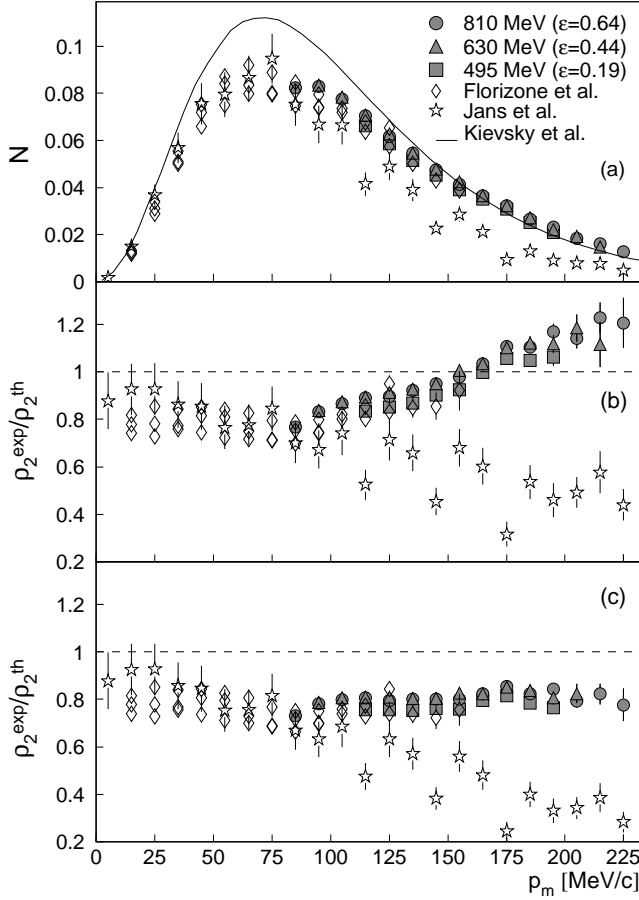 N
0.1
0.08
0.06
0.04
0.02
0
810 MeV (ε=0.64)
630 MeV (ε=0.44)
495 MeV (ε=0.19)
Florizone et al.
Jans et al.
Kievsky et al.
(a)
ρ₂ᵉˣᵖ/ρ₂ᵗʰ
1.2
1
0.8
0.6
0.4
0.2
(b)
ρ₂ᵉˣᵖ/ρ₂ᵗʰ
1.2
1
0.8
0.6
0.4
0.2
(c)
0 25 50 75 100 125 150 175 200 225
pₘ [MeV/c]